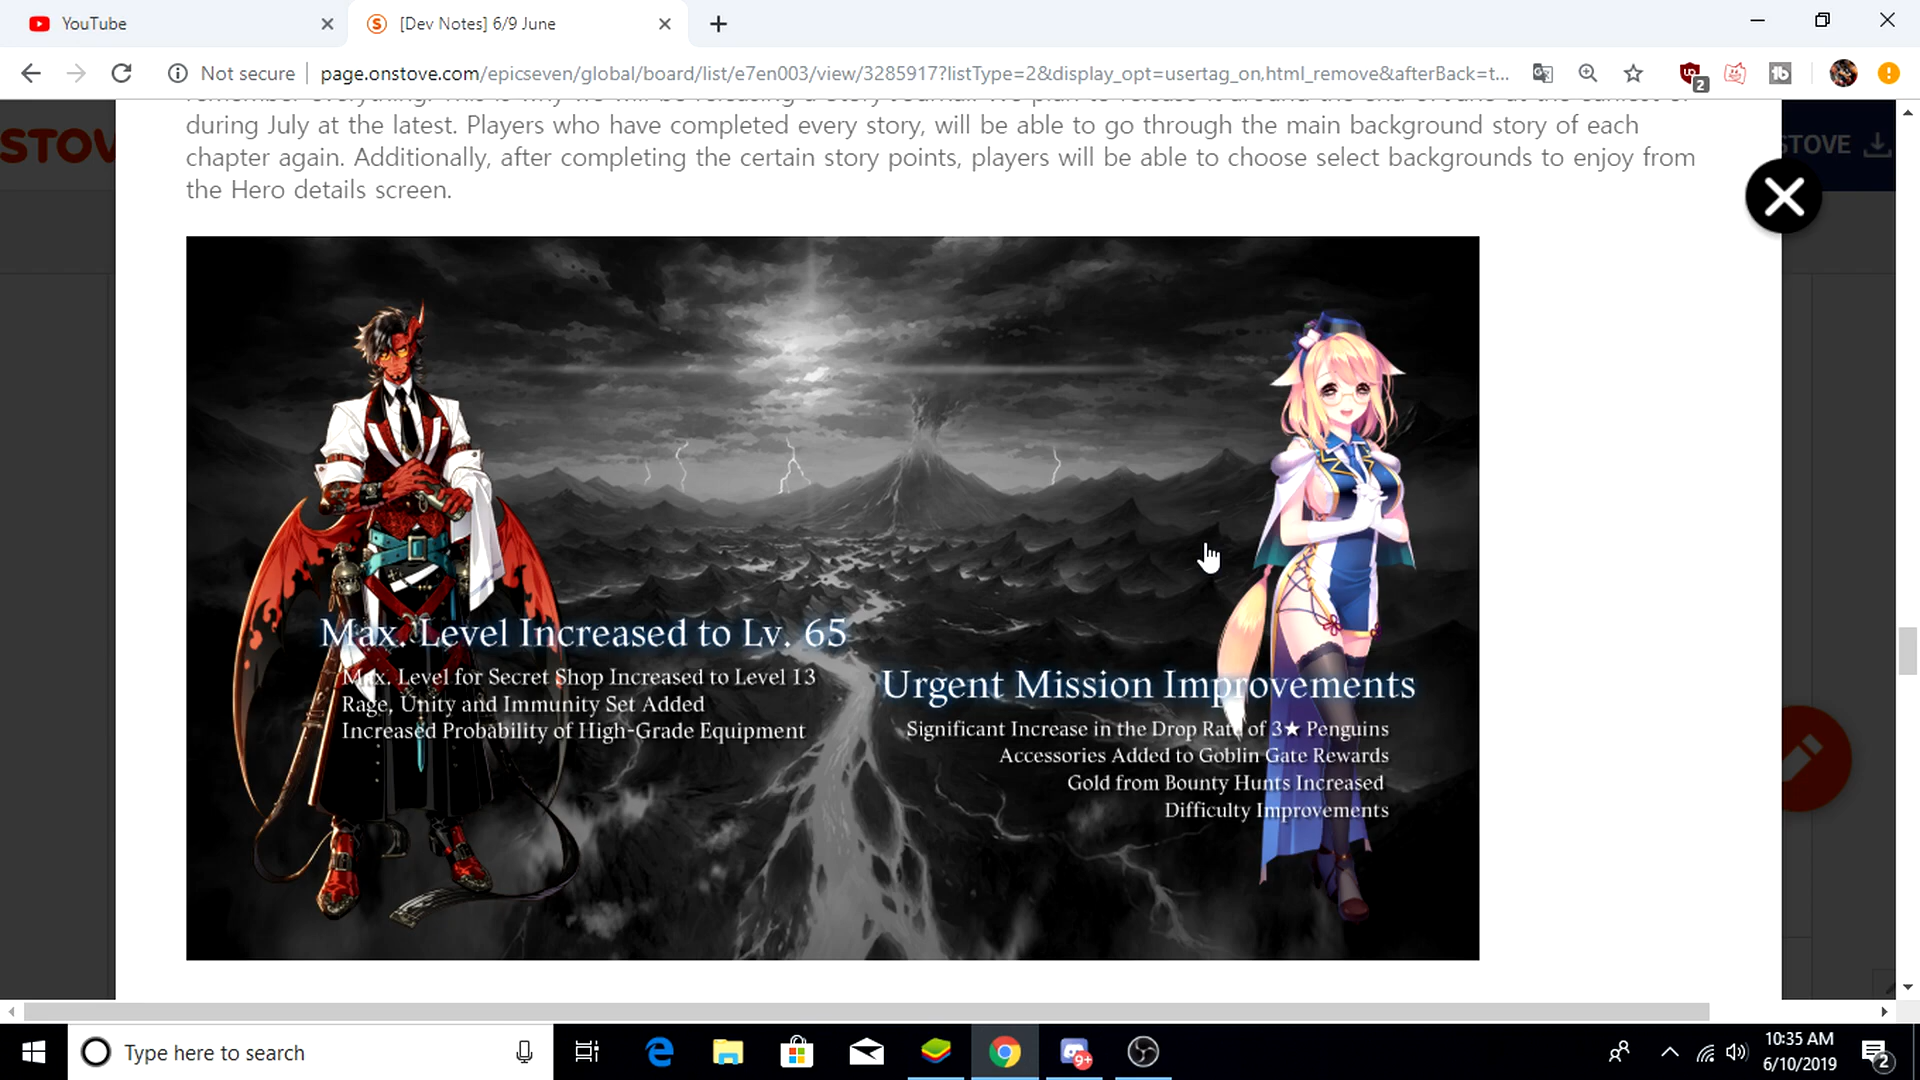 YouTube
[Dev Notes] 6/9 June
Not secure
page.onstove.com/epicseven/global/board/list/e7en003/view/3285917?listType=2&display_opt=usertag_on,html_remove&afterBack=t...
2
during July at the latest. Players who have completed every story, will be able to go through the main background story of each
chapter again. Additionally, after completing the certain story points, players will be able to choose select backgrounds to enjoy from
the Hero details screen.
STOV
STOVE
Max. Level Increased to Lv. 65
Max. Level for Secret Shop Increased to Level 13
Rage, Unity and Immunity Set Added
Increased Probability of High-Grade Equipment
Urgent Mission Improvements
Significant Increase in the Drop Rate of 3★ Penguins
Accessories Added to Goblin Gate Rewards
Gold from Bounty Hunts Increased
Difficulty Improvements
Type here to search
9+
10:35 AM
6/10/2019
2